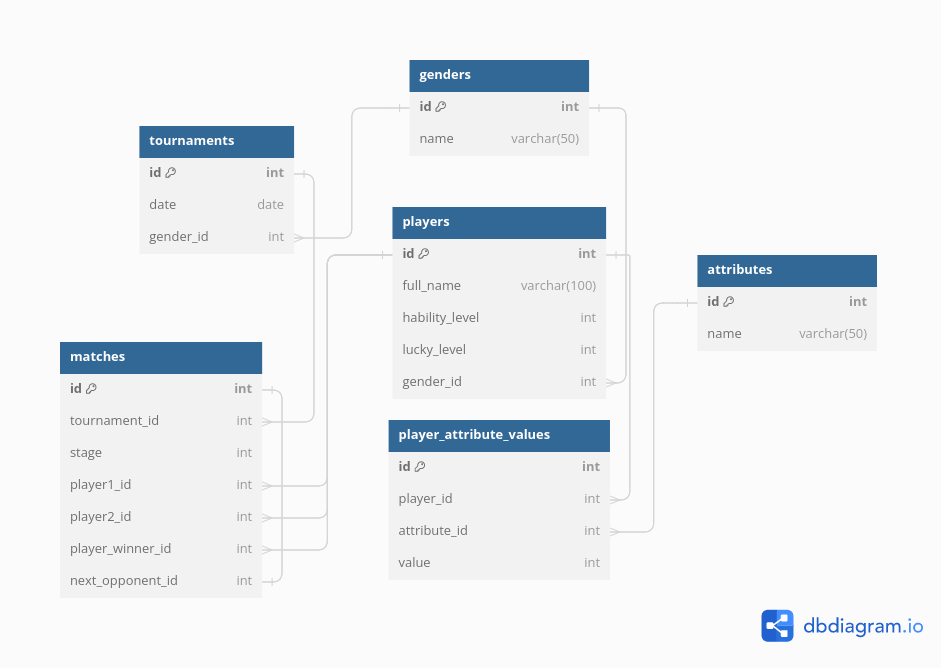 genders
id int
name varchar(50)
tournaments
id int
date date
gender_id int
players
id int
full_name varchar(100)
hability_level int
lucky_level int
gender_id int
attributes
id int
name varchar(50)
matches
id int
tournament_id int
stage int
player1_id int
player2_id int
player_winner_id int
next_opponent_id int
player_attribute_values
id int
player_id int
attribute_id int
value int
dbdiagram.io